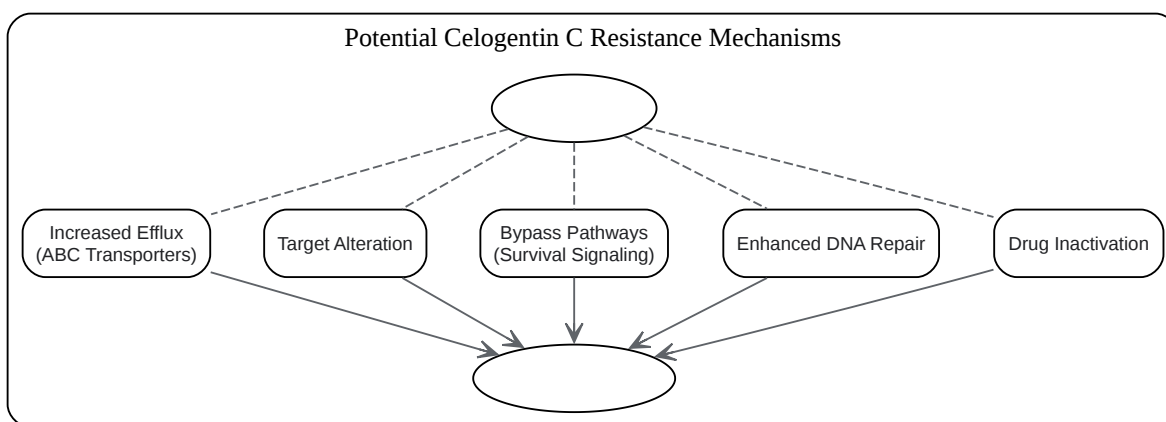 Potential Celogentin C Resistance Mechanisms
Increased Efflux
(ABC Transporters)
Target Alteration
Bypass Pathways
(Survival Signaling)
Enhanced DNA Repair
Drug Inactivation